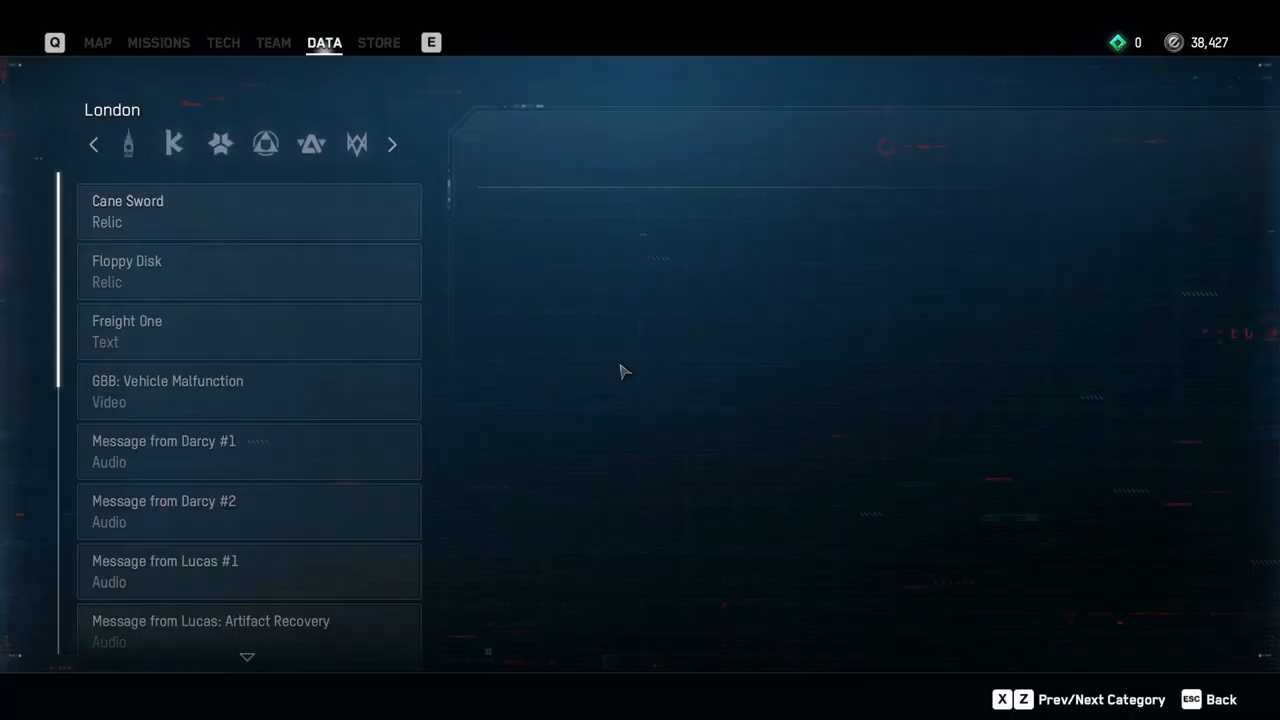 Q MAP MISSIONS TECH TEAM DATA STORE E 0 38,427
London
Cane Sword
Relic
Floppy Disk
Relic
Freight One
Text
GBB: Vehicle Malfunction
Video
Message from Darcy #1
Audio
Message from Darcy #2
Audio
Message from Lucas #1
Audio
Message from Lucas: Artifact Recovery
Audio
X Z Prev/Next Category ESC Back